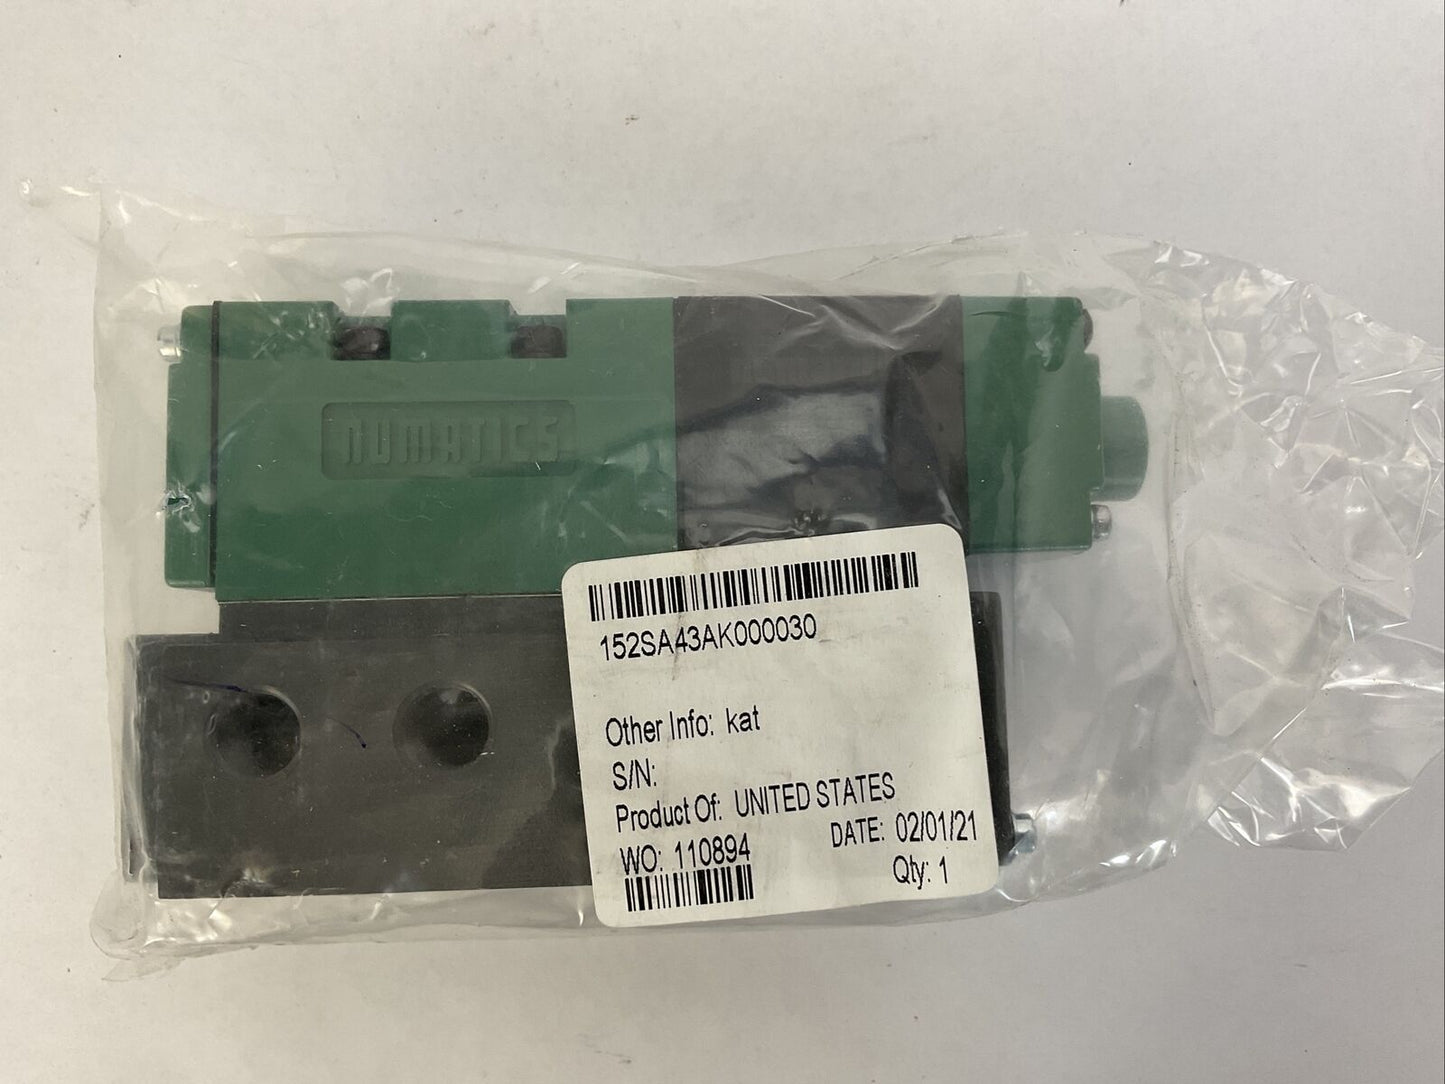 NUMATICS
152SA43AK000030
Other Info: kat
S/N:
Product Of: UNITED STATES
WO: 110894 DATE: 02/01/21
Qty: 1